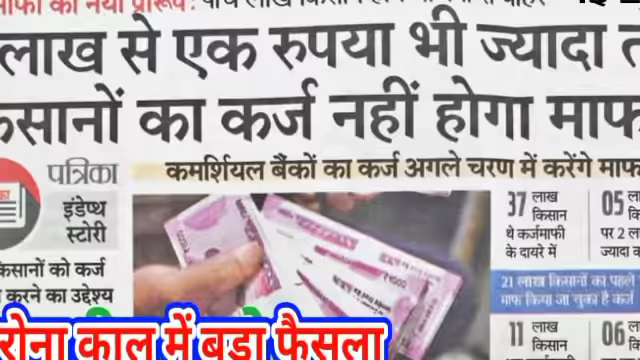 का नया प्रारूप:
लाख से एक रुपया भी ज्यादा
का कर्ज नहीं होगा माफ
कमर्शियल बैंकों का कर्ज अगले चरण में करेंगे माफ
पत्रिका
इंडेप्थ
स्टोरी
किसानों को कर्ज
करने का उद्देश्य
37 लाख
किसान
थे कर्जमाफी
के दायरे में
05
पर 2
21 लाख किसानों का पहले
माफ किया जा चुका है कर्ज
11 लाख
किसान
06
काल में बड़ा फैसला